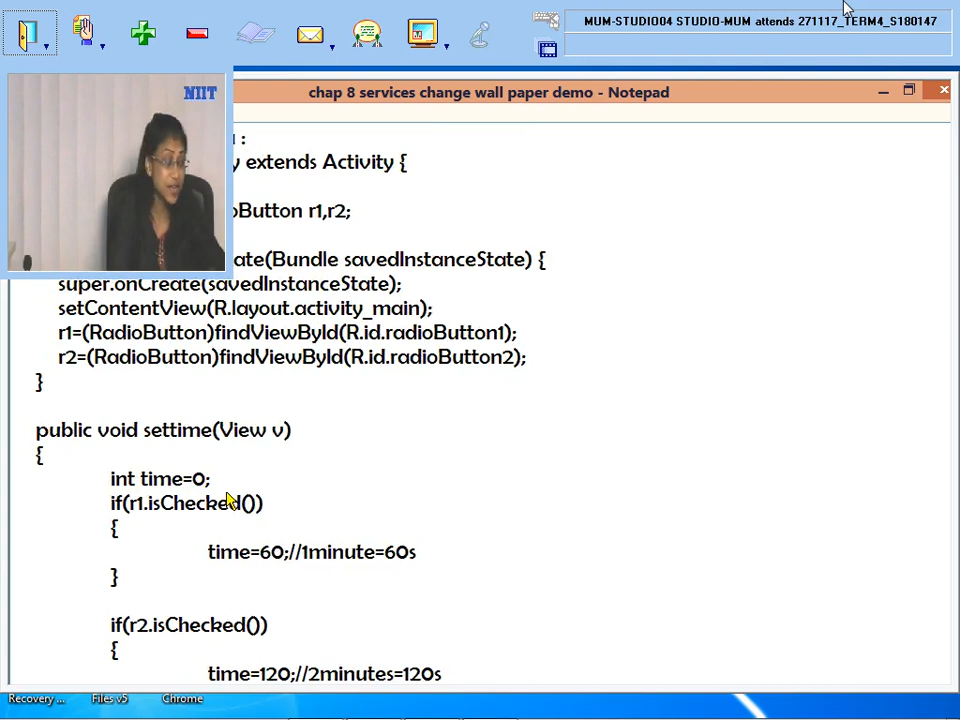 MUM-STUDIO04 STUDIO-MUM attends 271117_TERM4_S180147
NIIT
chap 8 services change wall paper demo - Notepad
:
y extends Activity {
oButton r1,r2;
ate(Bundle savedInstanceState) {
super.onCreate(savedInstanceState);
setContentView(R.layout.activity_main);
r1=(RadioButton)findViewById(R.id.radioButton1);
r2=(RadioButton)findViewById(R.id.radioButton2);
}
public void settime(View v)
{
int time=0;
if(r1.isChecked())
{
time=60;//1minute=60s
}
if(r2.isChecked())
{
time=120;//2minutes=120s
Recovery ...
Files v5
Chrome